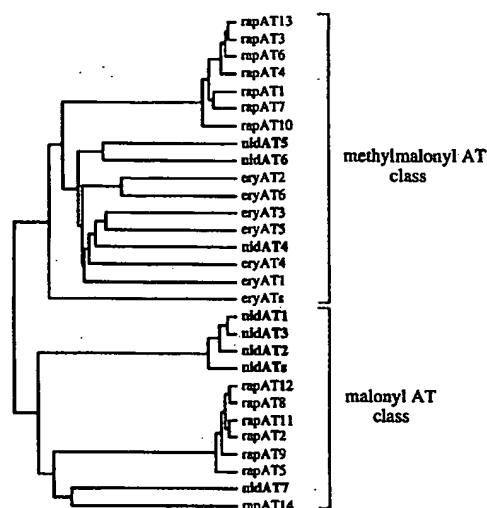 rapAT13
rapAT3
rapAT6
rapAT4
rapAT1
rapAT7
rapAT10
nidAT5
nidAT6
eryAT2
eryAT6
eryAT3
eryAT5
nidAT4
eryAT4
eryAT1
eryATs
methylmalonyl AT
class
nidAT1
nidAT3
nidAT2
nidATs
rapAT12
rapAT8
rapAT11
rapAT2
rapAT9
rapAT5
nidAT7
rapAT14
malonyl AT
class